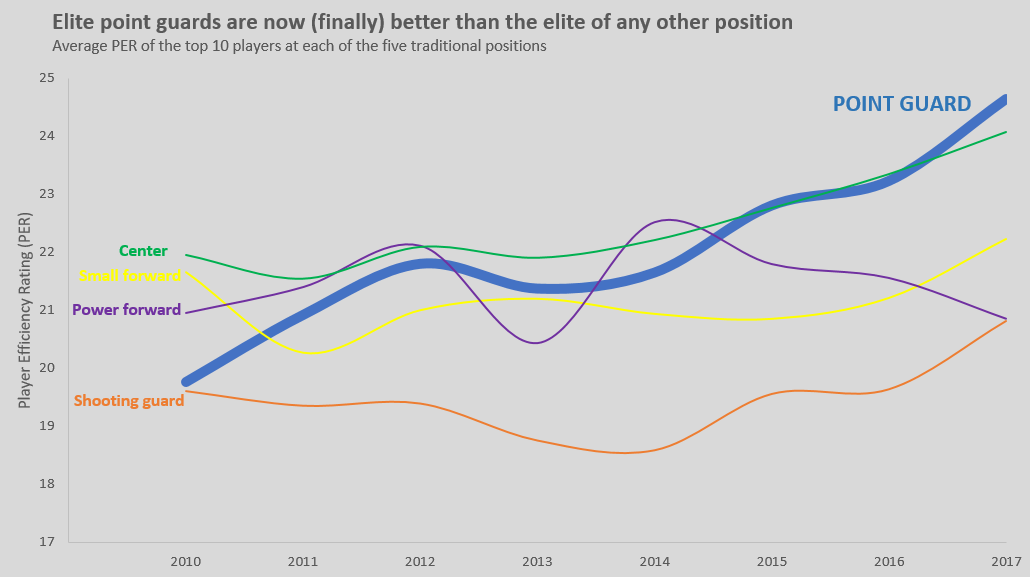 Elite point guards are now (finally) better than the elite of any other position
Average PER of the top 10 players at each of the five traditional positions
Player Efficiency Rating (PER)
25
24
23
22
21
20
19
18
17
POINT GUARD
Center
Small forward
Power forward
Shooting guard
2010 2011 2012 2013 2014 2015 2016 2017